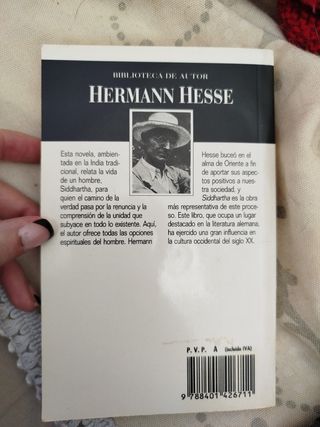 BIBLIOTECA DE AUTOR
HERMANN HESSE
Esta novela, ambien-
tada en la India tradi-
cional, relata la vida
de un hombre,
Siddhartha, para
quien el camino de la
verdad pasa por la renuncia y la
comprensión de la unidad que
subyace en todo lo existente. Aquí,
el autor ofrece todas las opciones
espirituales del hombre. Hermann
Hesse buceó en el
alma de Oriente a fin
de aportar sus as-
pectos positivos a nues-
tra sociedad. y
Siddhartha es la obra
más representativa de este proce-
so. Este libro, que ocupa un lugar
destacado en la literatura alemana,
ha ejercido una gran influencia en
la cultura occidental del siglo XX.
P.V.P. A (incluido IVA)
9 788401 426711